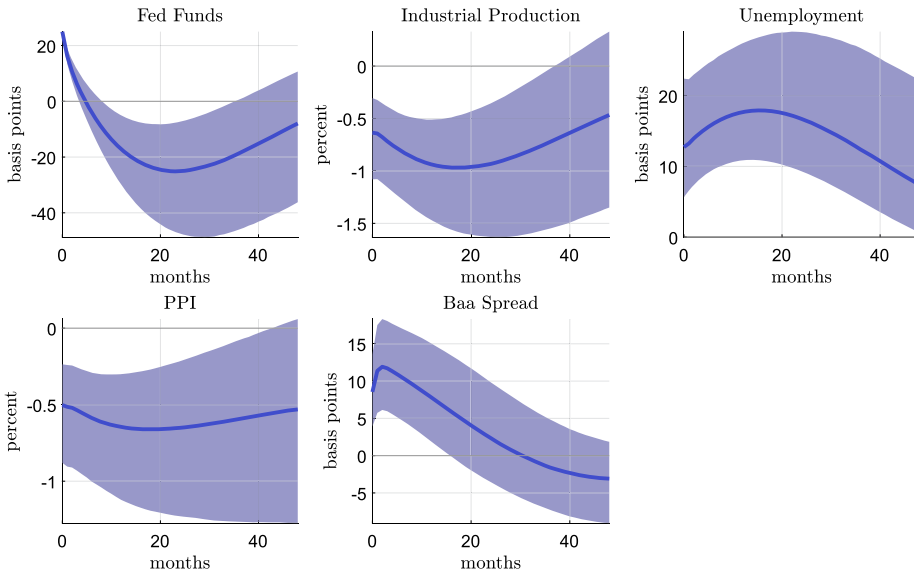 Fed Funds
20
0
-20
-40
basis points
0 20 40
months
Industrial Production
0
-0.5
-1
-1.5
percent
0 20 40
months
Unemployment
20
10
0
basis points
0 20 40
months
PPI
0
-0.5
-1
percent
0 20 40
months
Baa Spread
15
10
5
0
-5
basis points
0 20 40
months